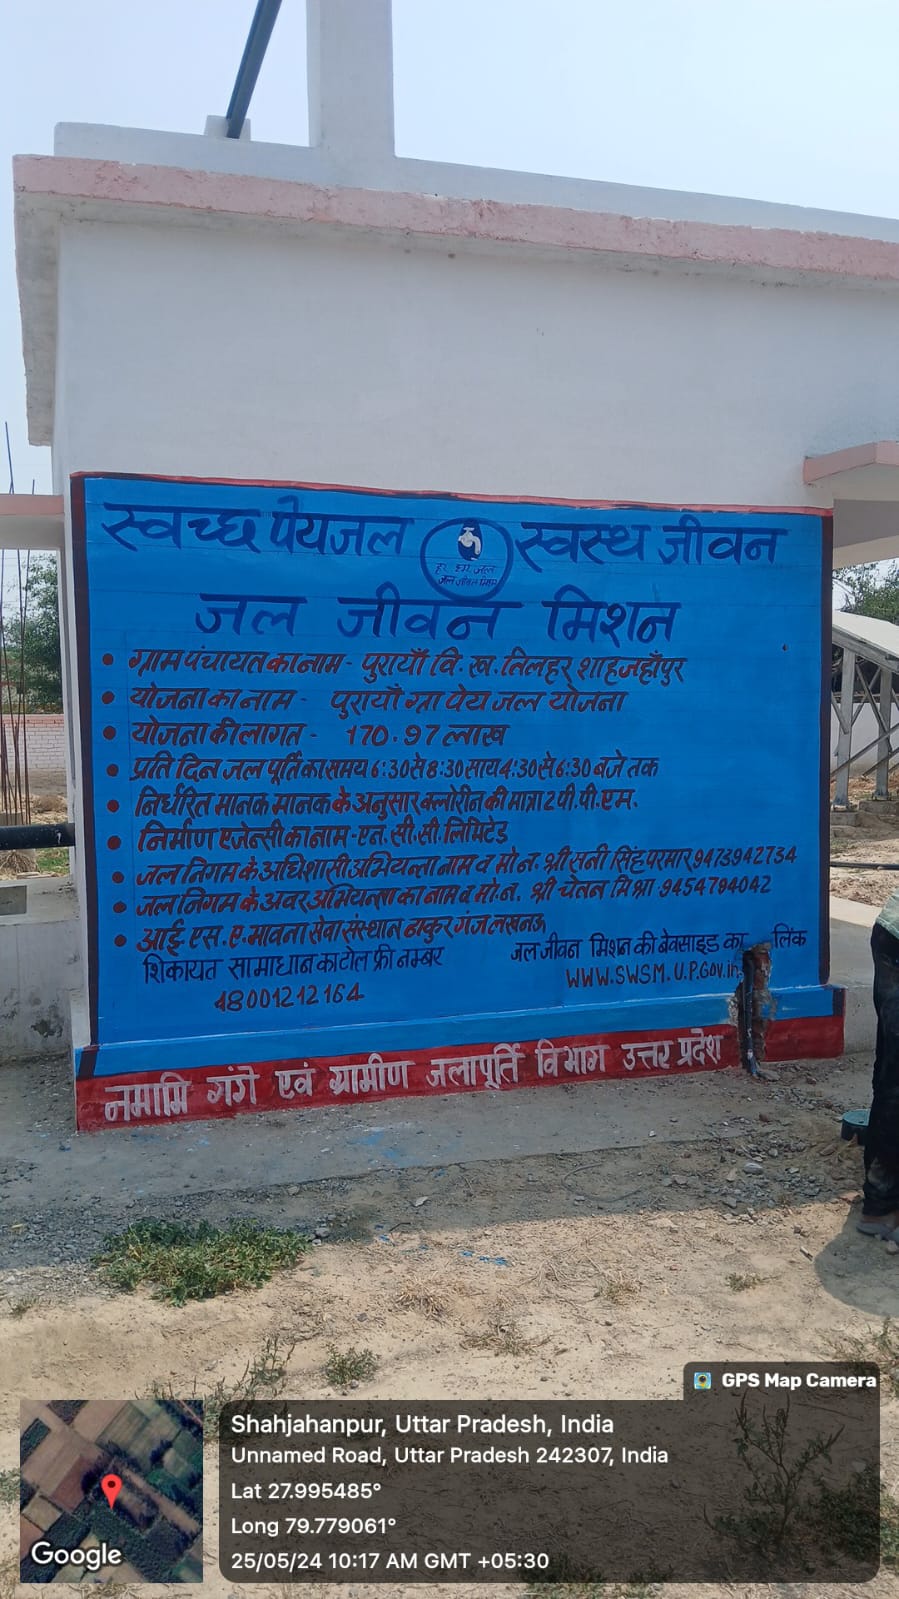 स्वच्छ पेयजल स्वस्थ जीवन
हर घर जल
जल जीवन मिशन
जल जीवन मिशन
• ग्राम पंचायत का नाम - पुरायाँ वि. ख. तिलहर शाहजहाँपुर
• योजना का नाम - पुरायाँ ग्रा पेय जल योजना
• योजना की लागत - 170.97 लाख
• प्रति दिन जल पूर्ति का समय 6:30 से 8:30 साय 4:30 से 6:30 बजे तक
• निर्धरित मानक मानक के अनुसार क्लोरीन की मात्रा 2 पी.पी.एम.
• निर्माण एजेन्सी का नाम - एन. सी. सी. लिमिटेड
• जल निगम के अधिशासी अभियन्ता नाम व मो न. श्री सनी सिंह परमार 9473942734
• जल निगम के अवर अभियन्ता का नाम व मो.न. श्री चेतन मिश्रा 9454794042
• आई. एस. ए. भावना सेवा संस्थान ठाकुर गंज लखनऊ
शिकायत सामाधान का टोल फ्री नम्बर
18001212164
जल जीवन मिशन की बेवसाइड का लिंक
WWW.SWSM.U.P.Gov.in
नमामि गंगे एवं ग्रामीण जलापूर्ति विभाग उत्तर प्रदेश
GPS Map Camera
Shahjahanpur, Uttar Pradesh, India
Unnamed Road, Uttar Pradesh 242307, India
Lat 27.995485°
Long 79.779061°
25/05/24 10:17 AM GMT +05:30
Google